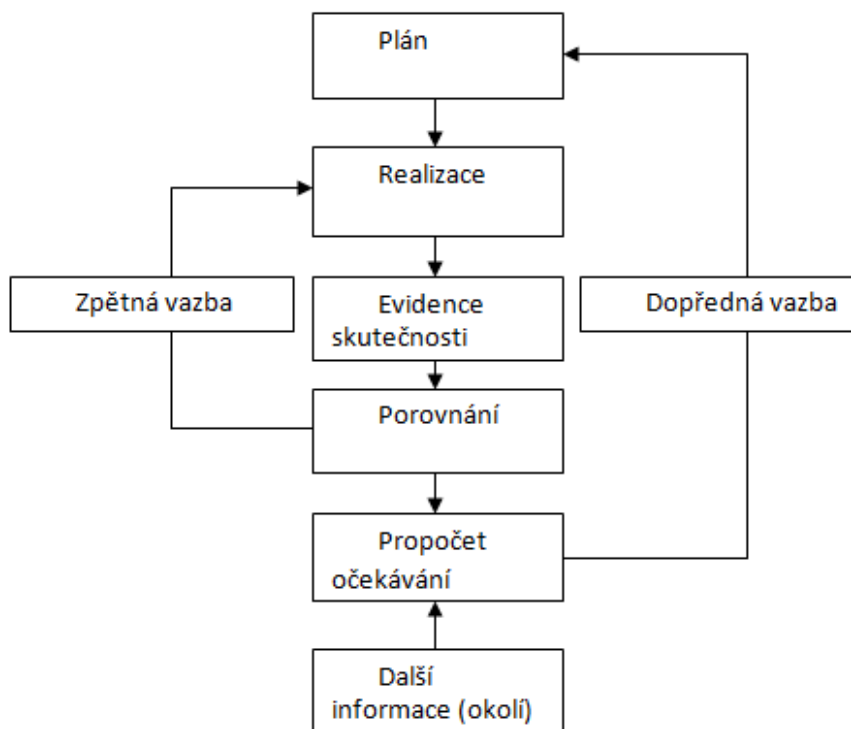 Plán
Realizace
Zpětná vazba
Evidence
skutečnosti
Dopředná vazba
Porovnání
Propočet
očekávání
Další
informace (okolí)